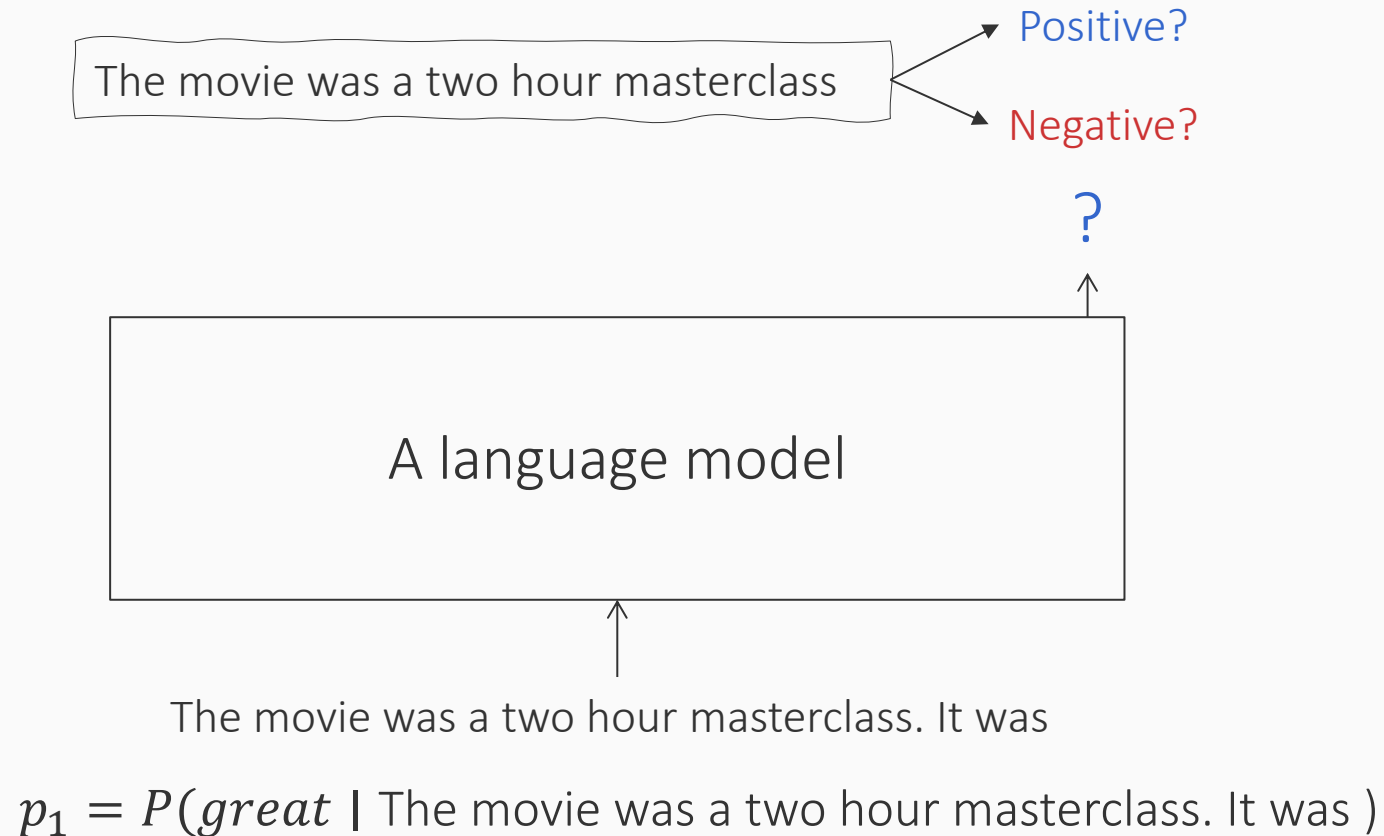 Positive?
The movie was a two hour masterclass
Negative?
?
A language model
The movie was a two hour masterclass. It was
p₁ = P(great | The movie was a two hour masterclass. It was )